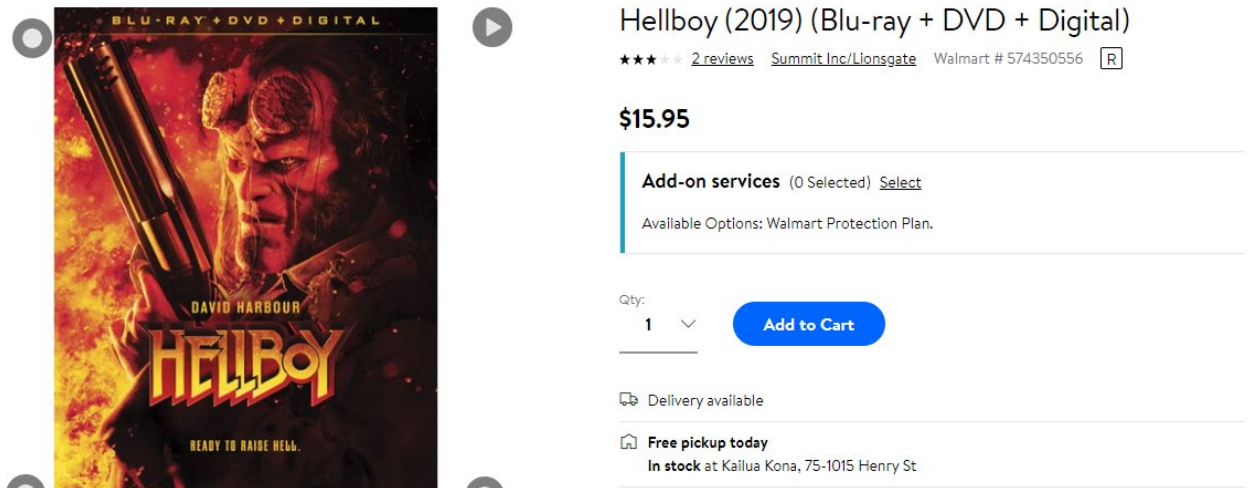 BLU-RAY + DVD + DIGITAL
DAVID HARBOUR
HELLBOY
READY TO RAISE HELL.
Hellboy (2019) (Blu-ray + DVD + Digital)
2 reviews Summit Inc/Lionsgate Walmart # 574350556 R
$15.95
Add-on services (0 Selected) Select
Available Options: Walmart Protection Plan.
Qty:
1 Add to Cart
Delivery available
Free pickup today
In stock at Kailua Kona, 75-1015 Henry St